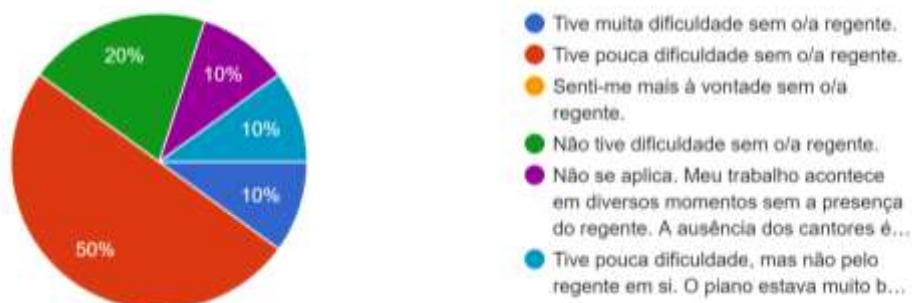 20%
10%
10%
10%
50%
Tive muita dificuldade sem o/a regente.
Tive pouca dificuldade sem o/a regente.
Senti-me mais à vontade sem o/a
regente.
Não tive dificuldade sem o/a regente.
Não se aplica. Meu trabalho acontece
em diversos momentos sem a presença
do regente. A ausência dos cantores é…
Tive pouca dificuldade, mas não pelo
regente em si. O piano estava muito b…